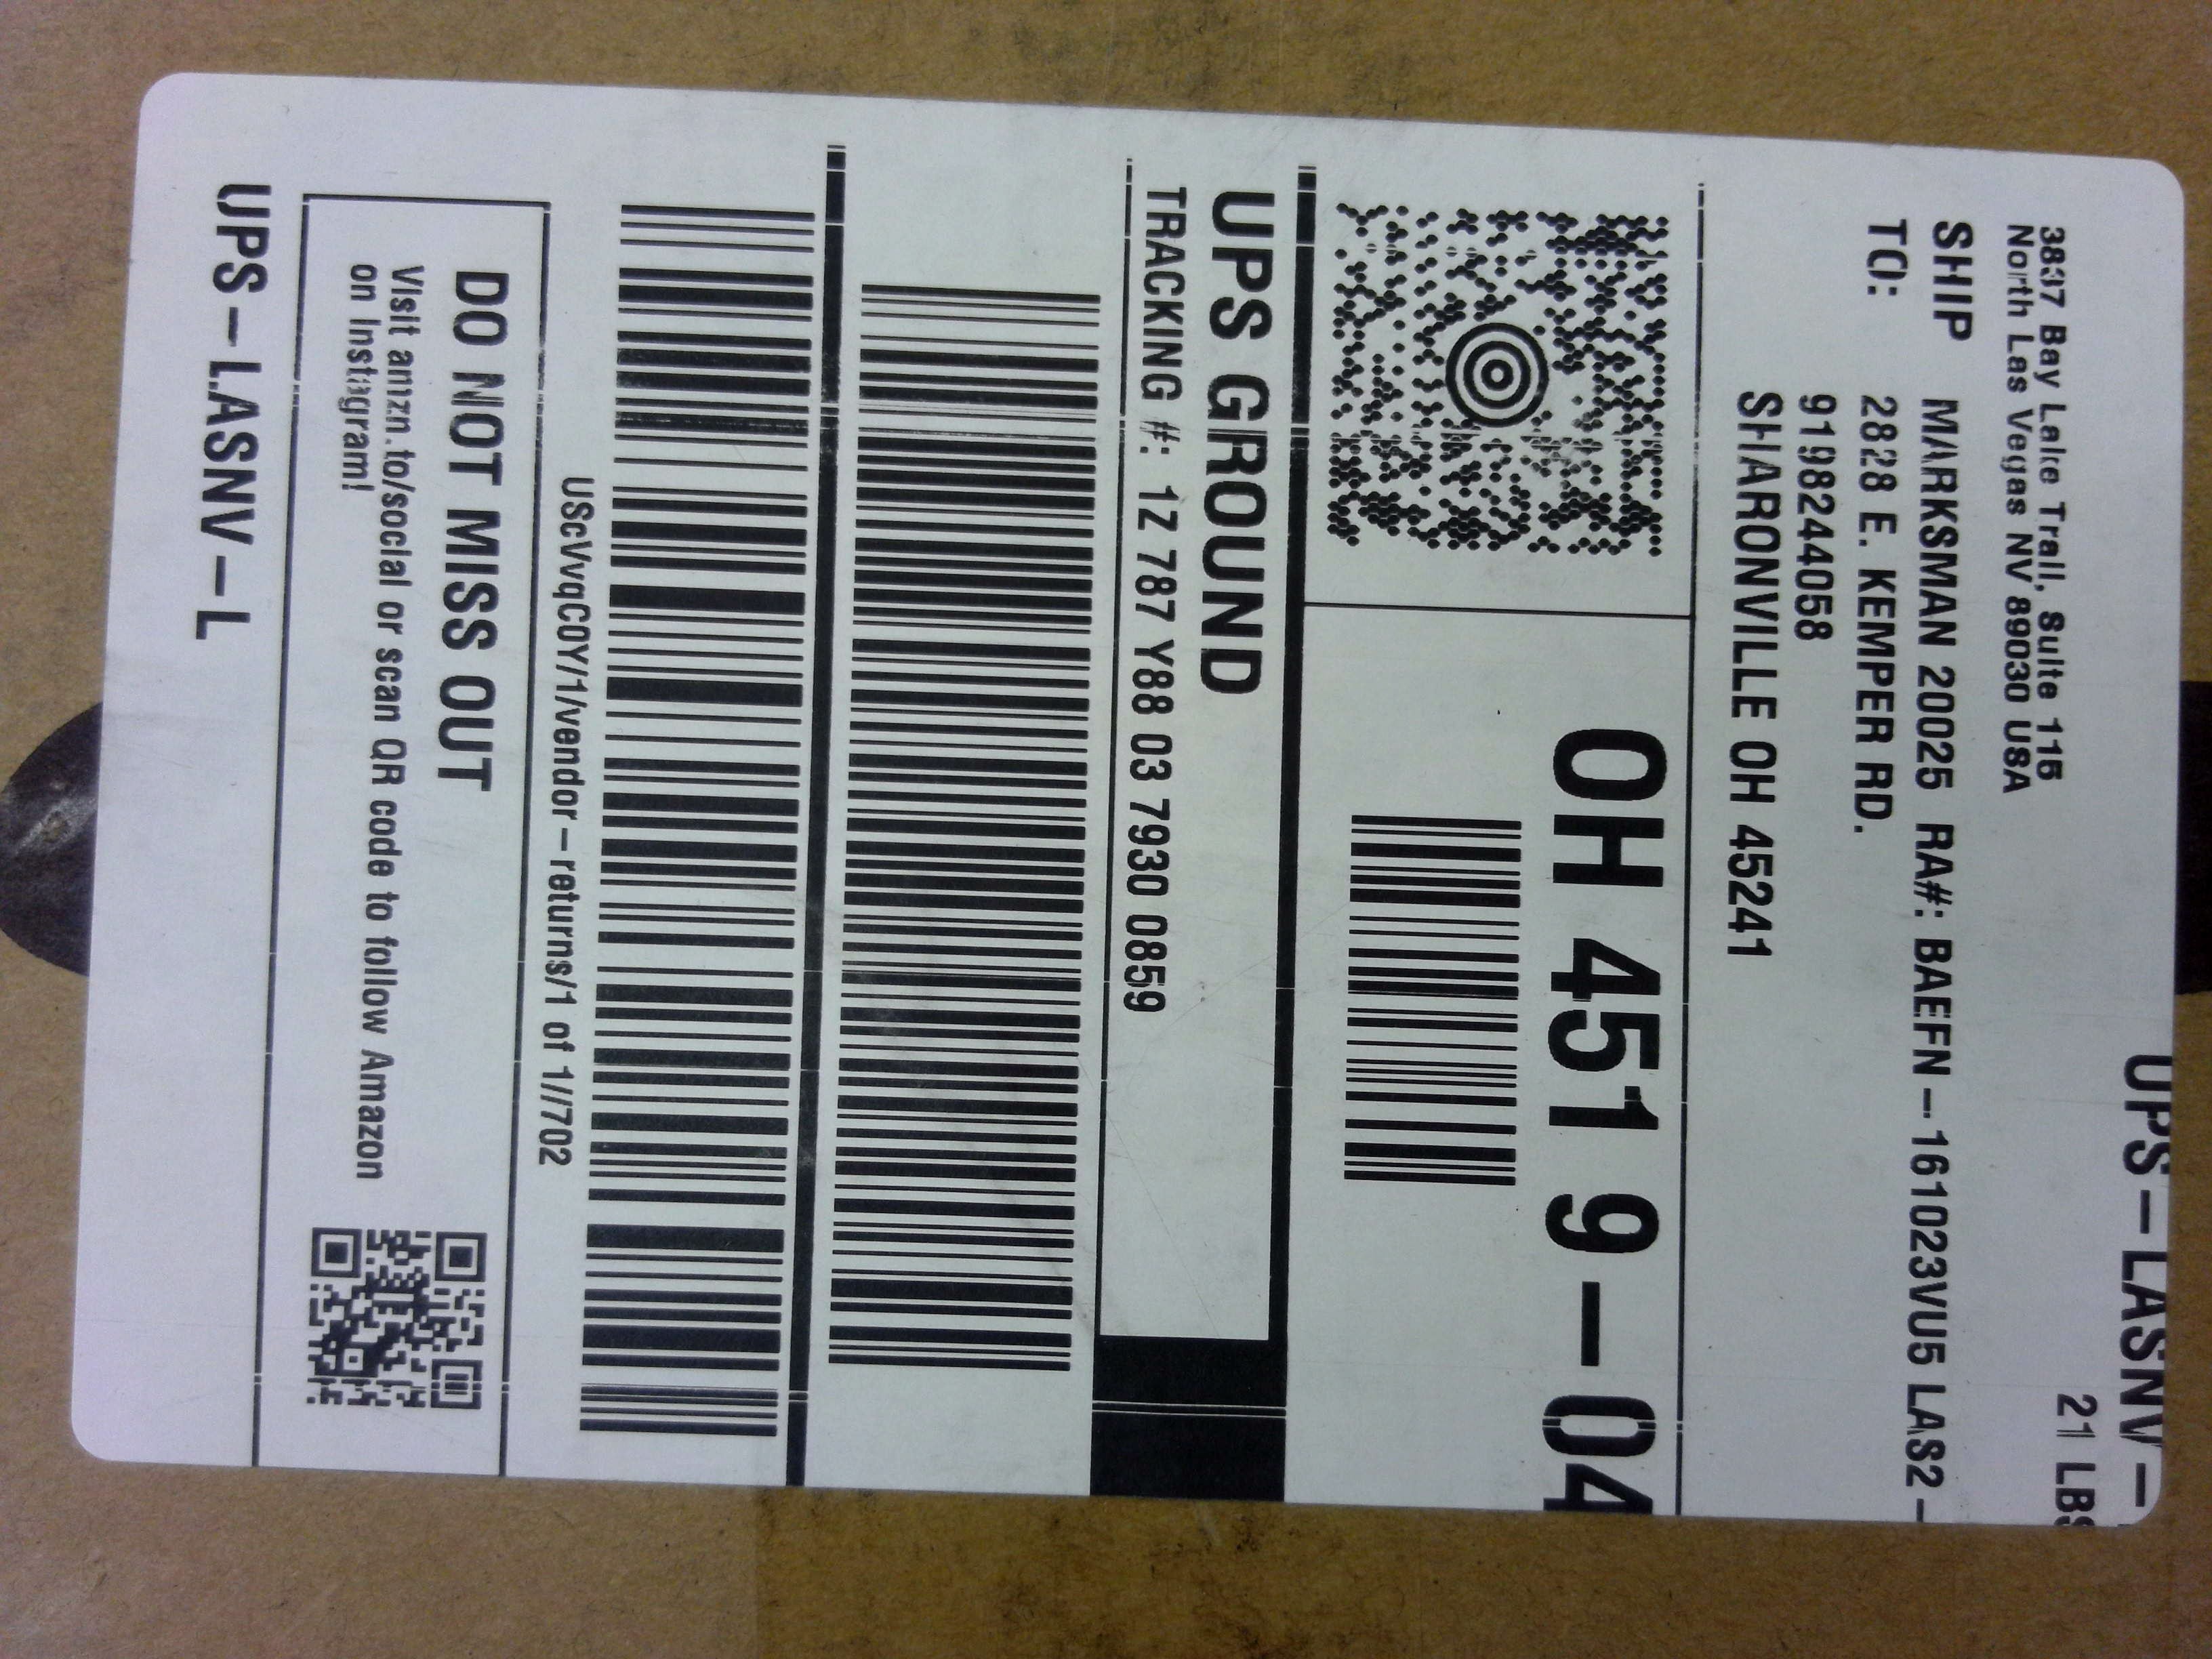 UPS-LASNV-
21 LBS
3837 Bay Lake Trail, Suite 115
North Las Vegas NV 89030 USA
SHIP MARKSMAN 20025 RA#: BAEFN-161023VU5 LAS2-
TO: 2828 E. KEMPER RD.
9198244058
SHARONVILLE OH 45241
OH 451 9-04
UPS GROUND
TRACKING #: 1Z 787 Y88 03 7930 0859
UScVvqC0Y/1/vendor-returns/1 of 1//702
DO NOT MISS OUT
Visit amzn.to/social or scan QR code to follow Amazon
on Instagram!
UPS-LASNV-L